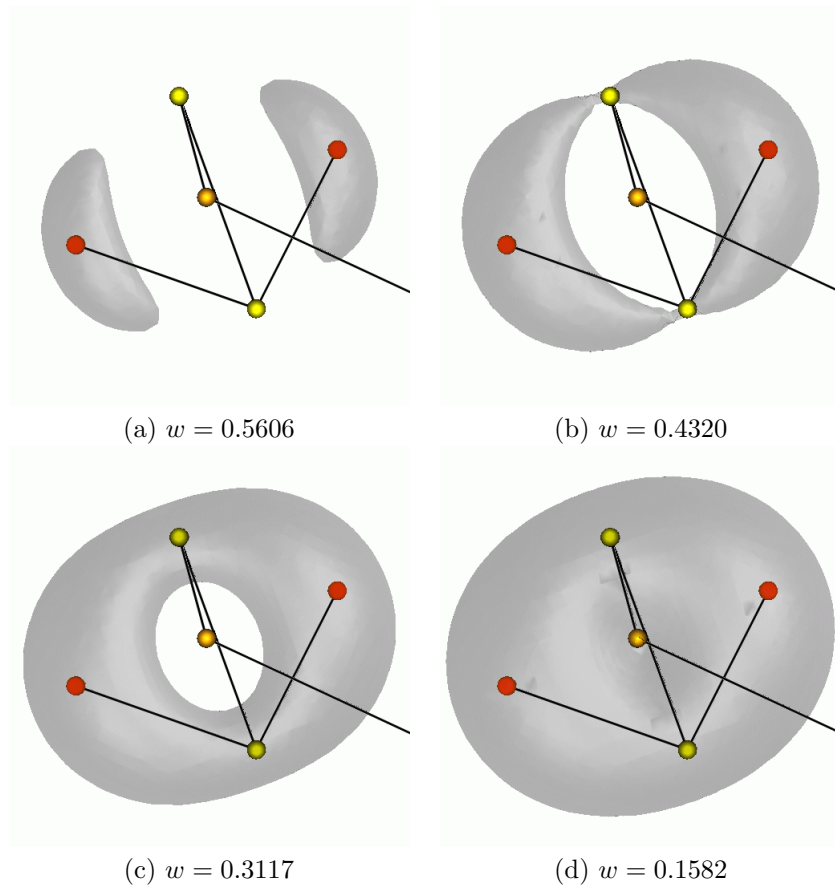 (a) w = 0.5606
(b) w = 0.4320
(c) w = 0.3117
(d) w = 0.1582